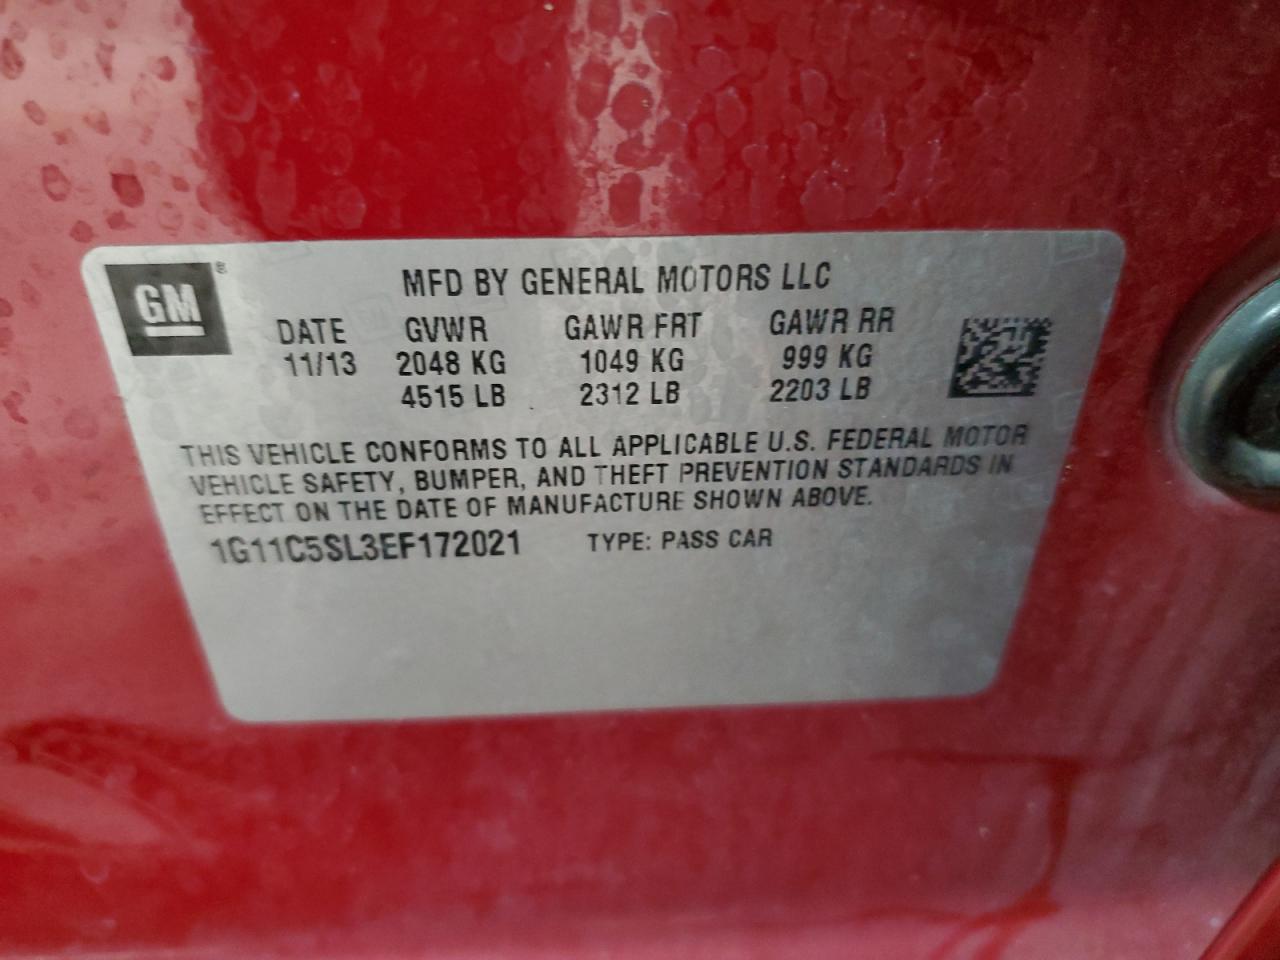 GM ®
MFD BY GENERAL MOTORS LLC
DATE GVWR GAWR FRT GAWR RR
11/13 2048 KG 1049 KG 999 KG
4515 LB 2312 LB 2203 LB
THIS VEHICLE CONFORMS TO ALL APPLICABLE U.S. FEDERAL MOTOR
VEHICLE SAFETY, BUMPER, AND THEFT PREVENTION STANDARDS IN
EFFECT ON THE DATE OF MANUFACTURE SHOWN ABOVE.
1G11C5SL3EF172021 TYPE: PASS CAR